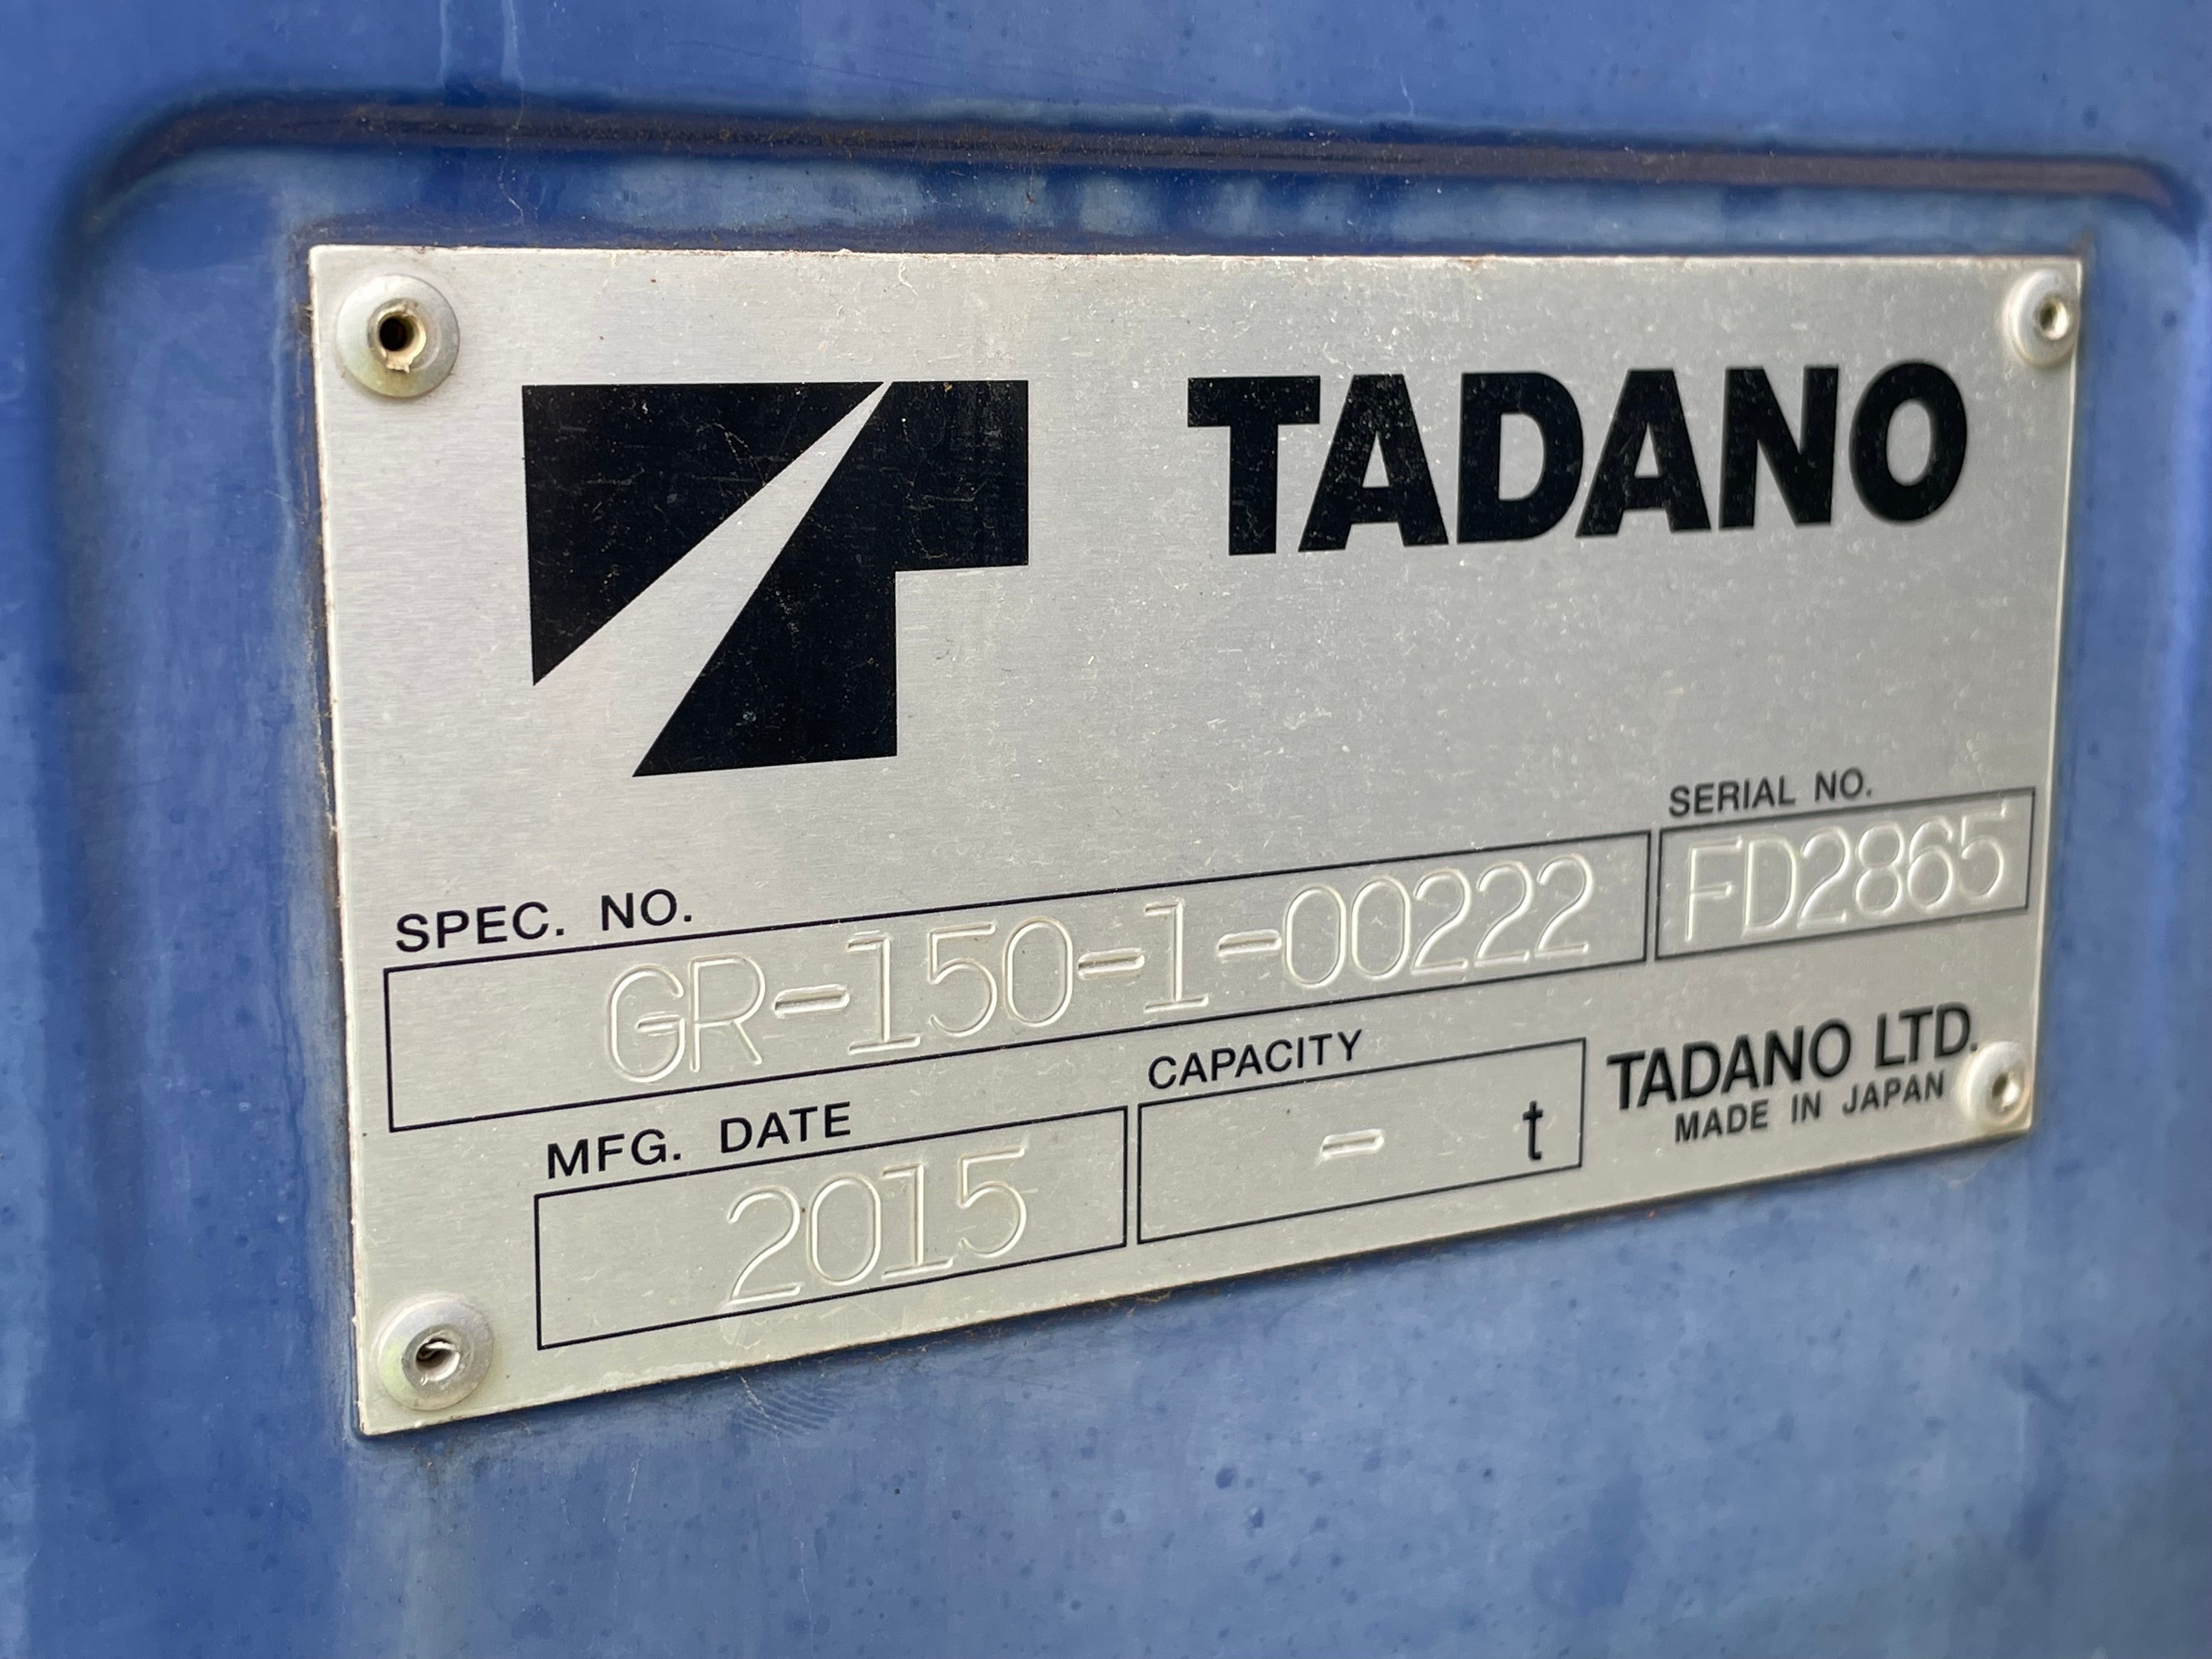 TADANO
SERIAL NO.
FD2865
SPEC. NO.
GR-150-1-00222
CAPACITY
- t
MFG. DATE
2015
TADANO LTD.
MADE IN JAPAN